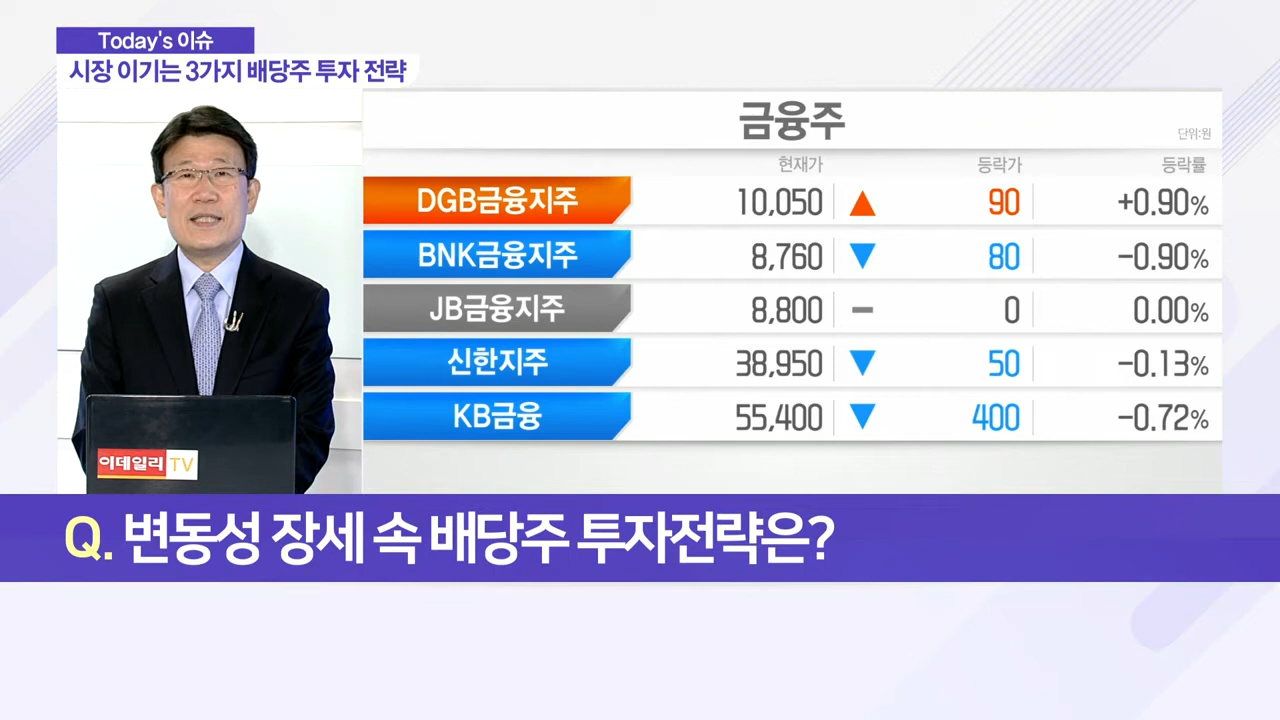 Today's 이슈
시장 이기는 3가지 배당주 투자 전략
금융주
단위:원
현재가 등락가 등락률
DGB금융지주 10,050 ▲ 90 +0.90%
BNK금융지주 8,760 ▼ 80 -0.90%
JB금융지주 8,800 - 0 0.00%
신한지주 38,950 ▼ 50 -0.13%
KB금융 55,400 ▼ 400 -0.72%
이데일리 TV
Q. 변동성 장세 속 배당주 투자전략은?